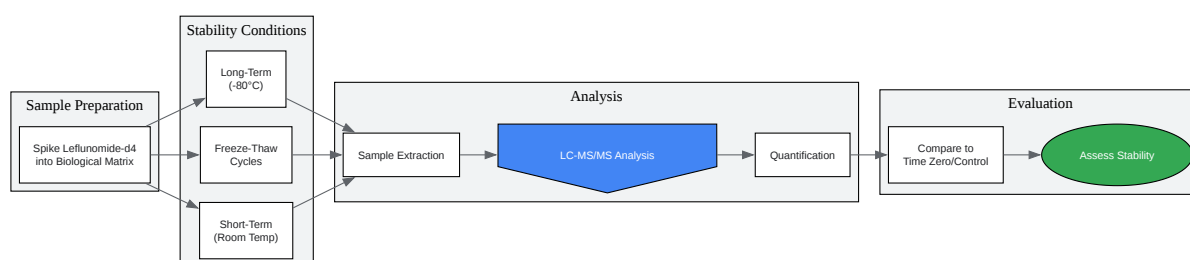 Sample Preparation
Spike Leflunomide-d4
into Biological Matrix
Stability Conditions
Long-Term
(-80°C)
Freeze-Thaw
Cycles
Short-Term
(Room Temp)
Analysis
Sample Extraction
LC-MS/MS Analysis
Quantification
Evaluation
Compare to
Time Zero/Control
Assess Stability